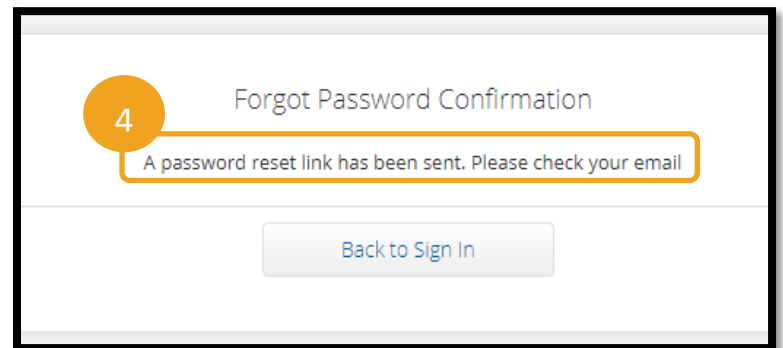 Forgot Password Confirmation
4
A password reset link has been sent. Please check your email
Back to Sign In